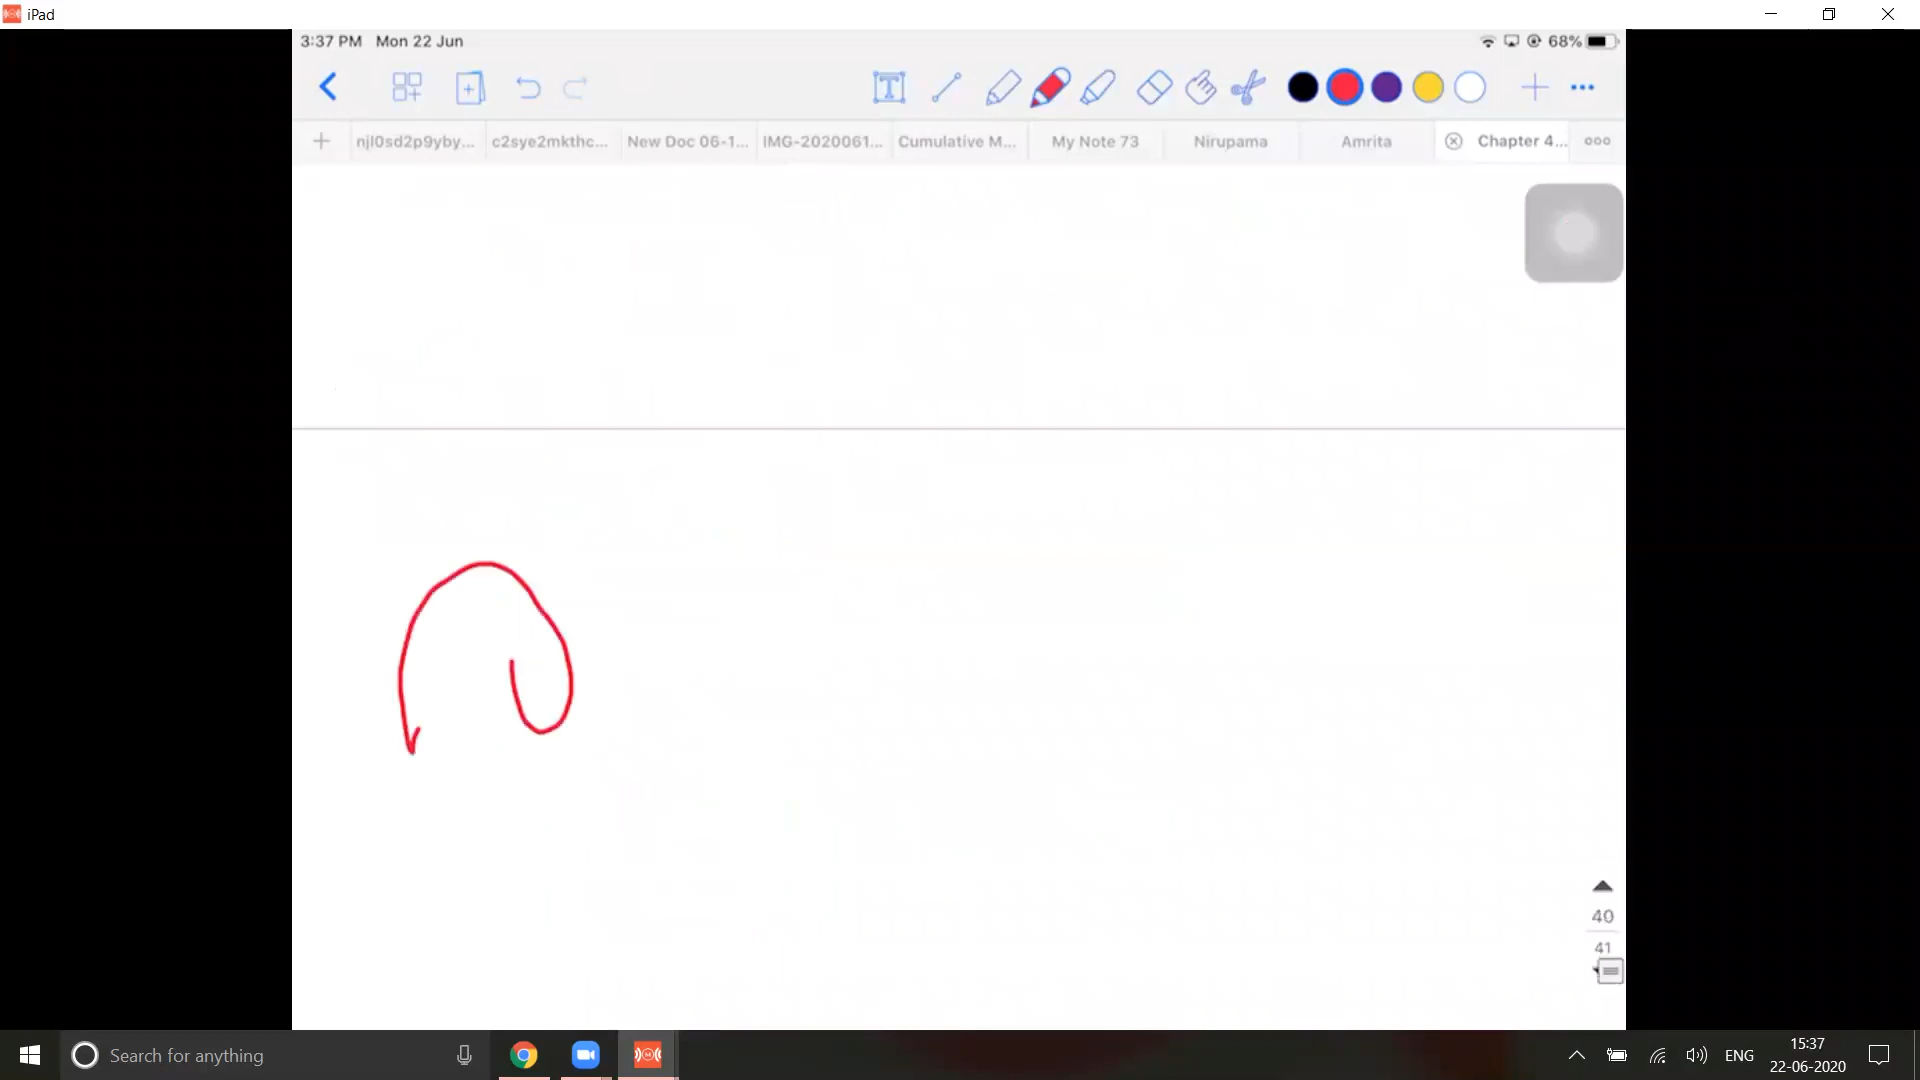 iPad
3:37 PM Mon 22 Jun
68%
T
njl0sd2p9yby...
c2sye2mkthc...
New Doc 06-1...
IMG-2020061...
Cumulative M...
My Note 73
Nirupama
Amrita
Chapter 4...
40
41
Search for anything
ENG
15:37
22-06-2020